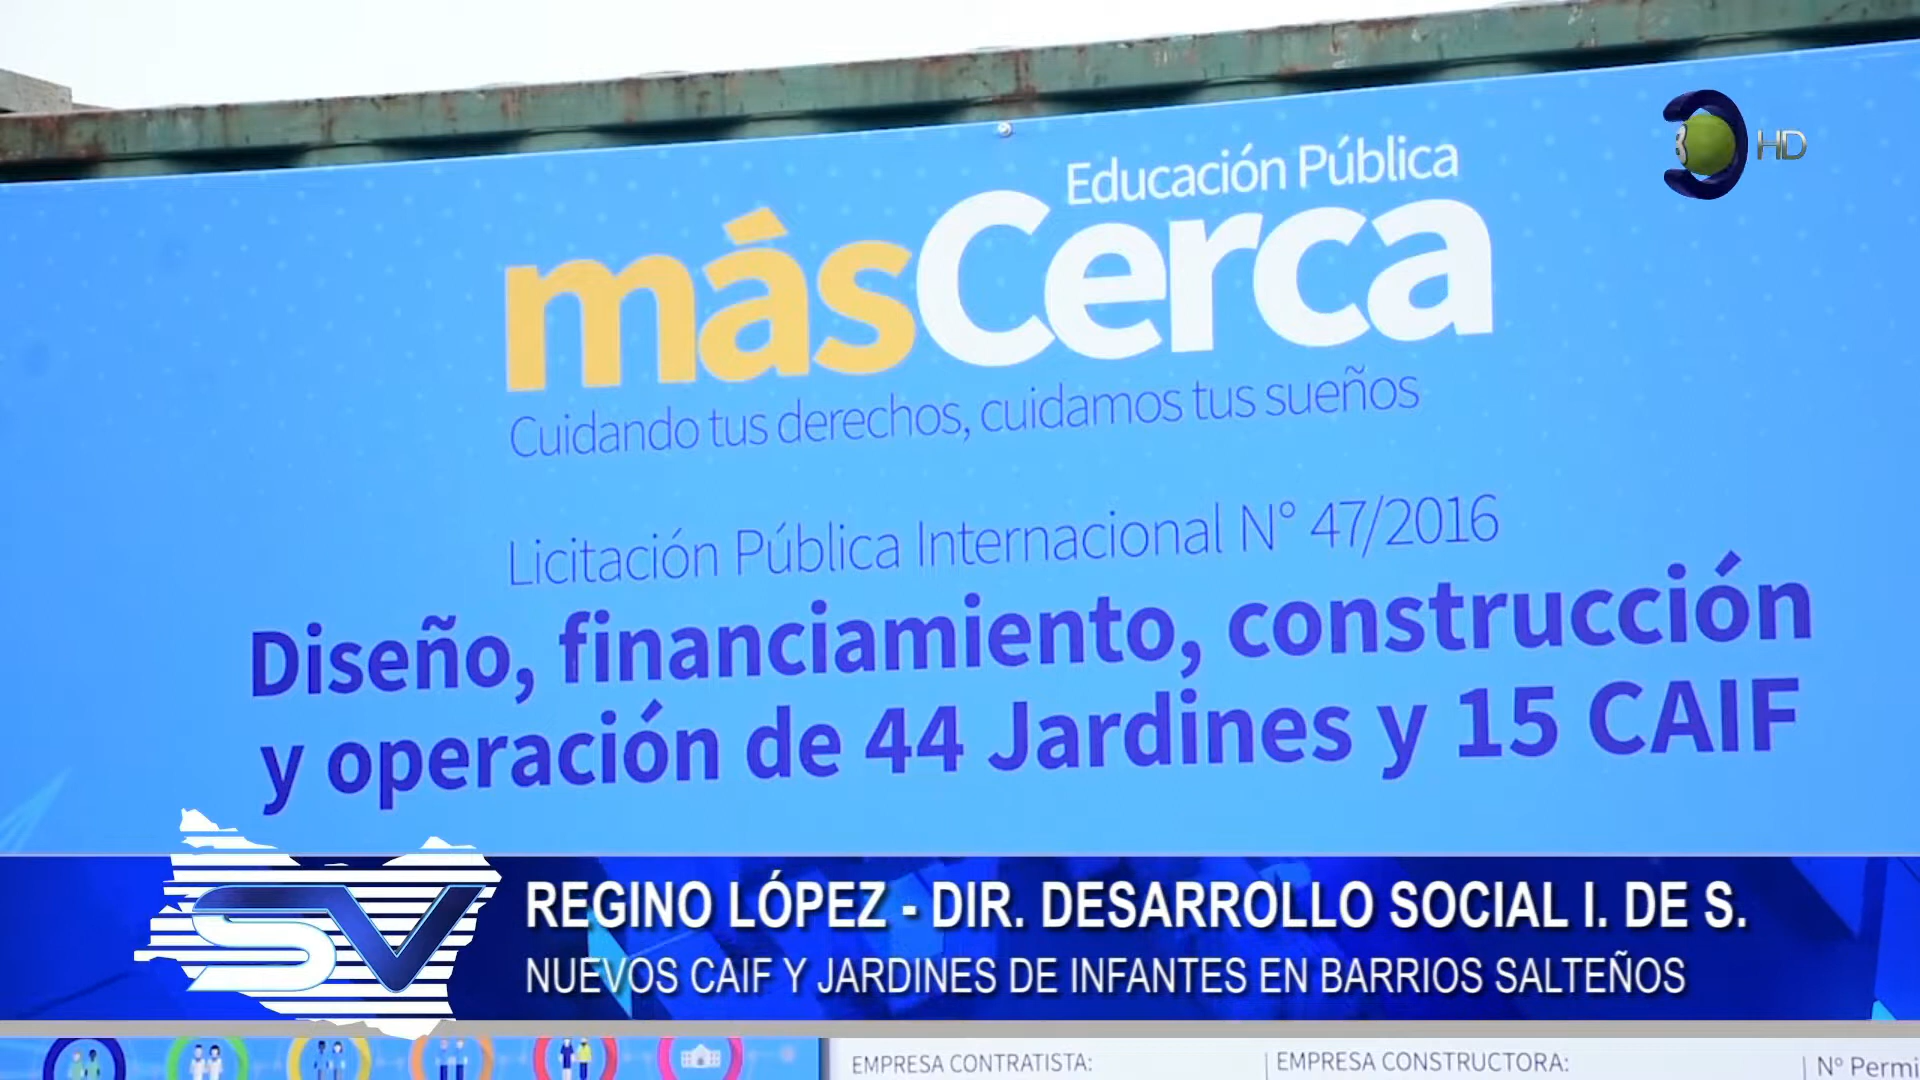 Educación Pública
másCerca
Cuidando tus derechos, cuidamos tus sueños
Licitación Pública Internacional N° 47/2016
Diseño, financiamiento, construcción
y operación de 44 Jardines y 15 CAIF
HD
SV
REGINO LÓPEZ - DIR. DESARROLLO SOCIAL I. DE S.
NUEVOS CAIF Y JARDINES DE INFANTES EN BARRIOS SALTEÑOS
EMPRESA CONTRATISTA:
EMPRESA CONSTRUCTORA:
Nº Permi